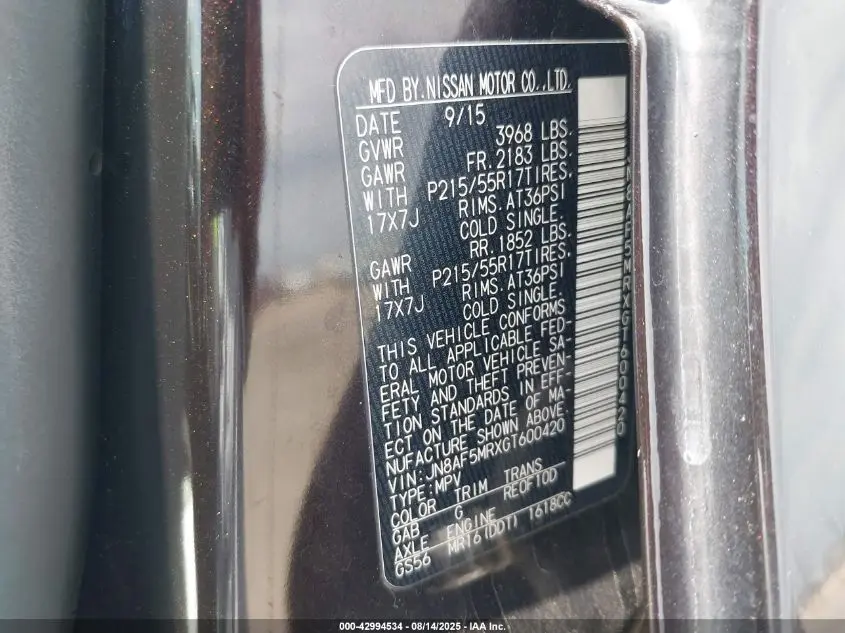 MFD BY.NISSAN MOTOR CO.,LTD.
DATE 9/15
GVWR 3968 LBS.
GAWR FR.2183 LBS.
WITH P215/55R17TIRES.
17X7J RIMS.AT36PSI
COLD SINGLE.
GAWR RR.1852 LBS.
WITH P215/55R17TIRES.
17X7J RIMS.AT36PSI
COLD SINGLE.
THIS VEHICLE CONFORMS
TO ALL APPLICABLE FED-
ERAL MOTOR VEHICLE SA-
FETY AND THEFT PREVEN-
TION STANDARDS IN EFF-
ECT ON THE DATE OF MA-
NUFACTURE SHOWN ABOVE.
VIN:JN8AF5MRXGT600420
TYPE:MPV
COLOR TRIM TRANS
GAB G RE0F10D
AXLE ENGINE
GS56 MR16(DDT) 1618CC
JN8AF5MRXGT600420
000-42994534 - 08/14/2025 - IAA Inc.